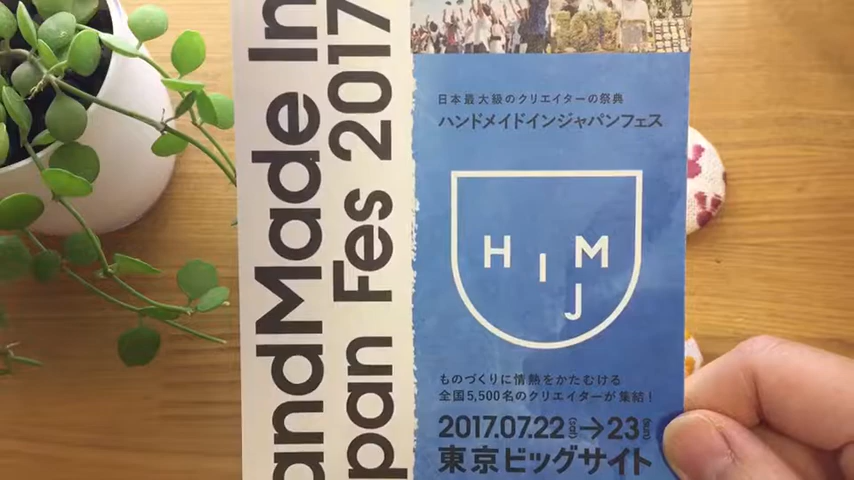 andMade In
pan Fes 2017
日本最大級のクリエイターの祭典
ハンドメイドインジャパンフェス
H I M
J
ものづくりに情熱をかたむける
全国5,500名のクリエイターが集結！
2017.07.22(sat)→23(sun)
東京ビッグサイト